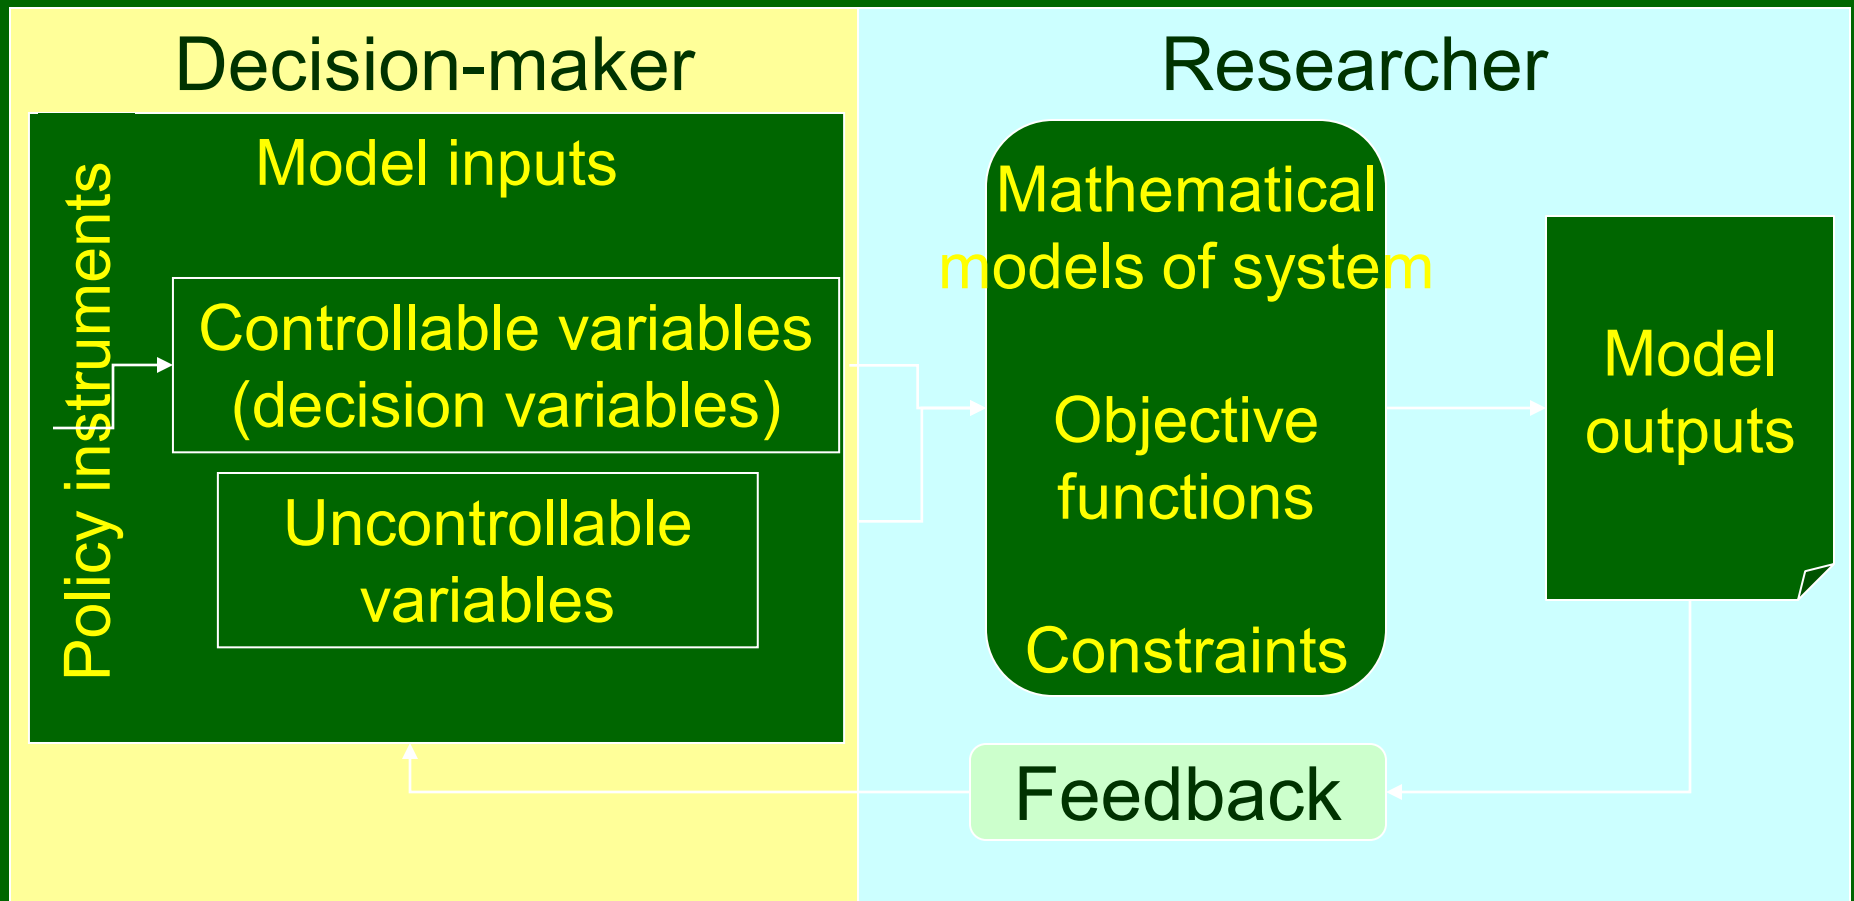 Decision-maker
Researcher
Policy instruments
Model inputs
Controllable variables
(decision variables)
Uncontrollable
variables
Mathematical
models of system
Objective
functions
Constraints
Model
outputs
Feedback